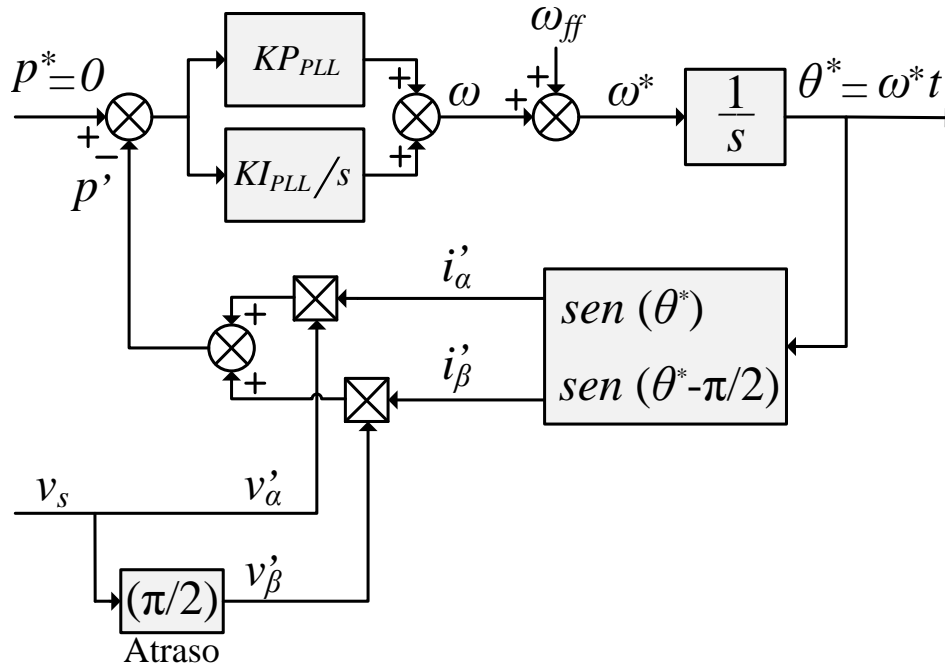 ω_ff
p* = 0
KP_PLL
+
ω
+
+
ω*
1/s
θ* = ω* t
+
−
p’
KI_PLL/s
+
i’_α
sen (θ*)
+
+
i’_β
sen (θ*-π/2)
v_s
v’_α
(π/2)
v’_β
Atraso